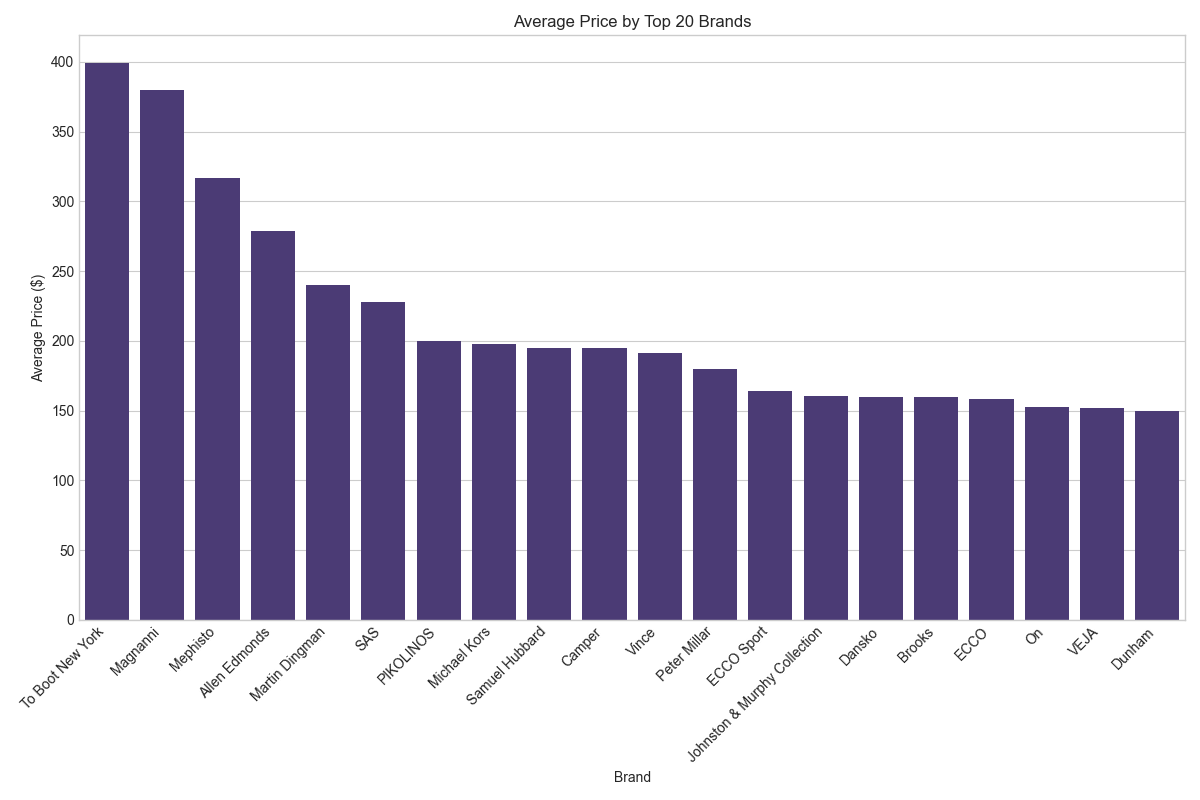 Average Price by Top 20 Brands
Average Price ($)
400
350
300
250
200
150
100
50
0
To Boot New York
Magnanni
Mephisto
Allen Edmonds
Martin Dingman
SAS
PIKOLINOS
Michael Kors
Samuel Hubbard
Camper
Vince
Peter Millar
ECCO Sport
Johnston & Murphy Collection
Dansko
Brooks
ECCO
On
VEJA
Dunham
Brand